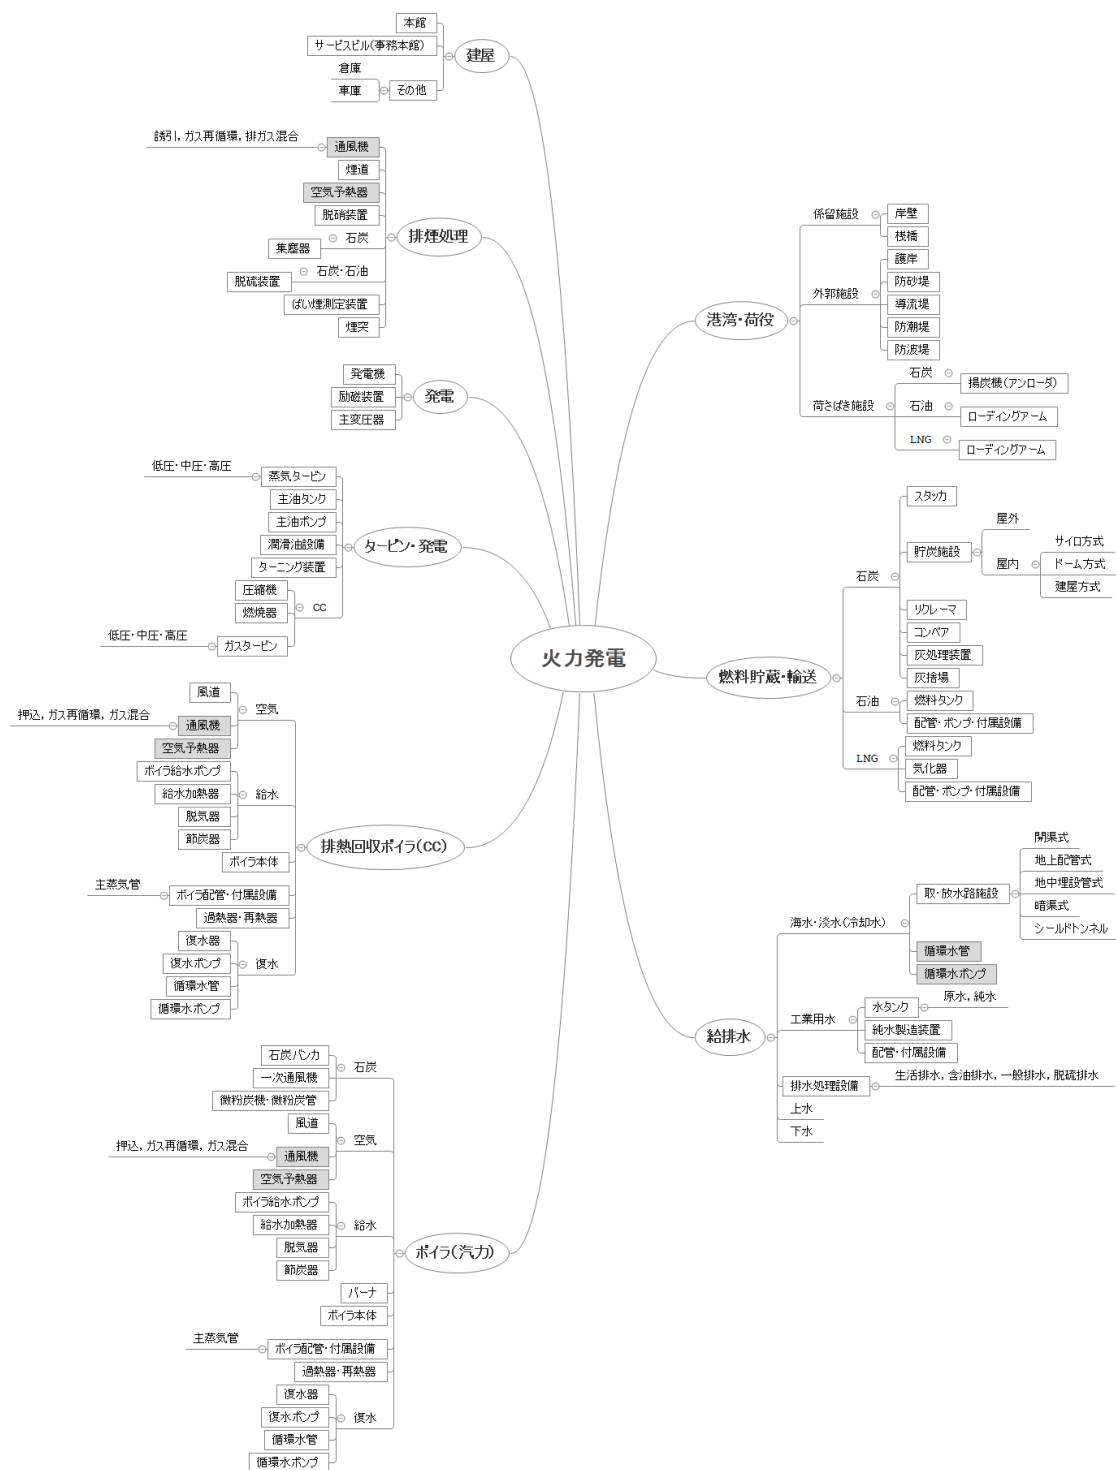 火力発電
建屋
本館
サービスビル(事務本館)
その他
倉庫
車庫
排煙処理
通風機
誘引, ガス再循環, 排ガス混合
煙道
空気予熱器
脱硝装置
石炭
集塵器
石炭・石油
脱硫装置
ばい煙測定装置
煙突
発電
発電機
励磁装置
主変圧器
タービン・発電
蒸気タービン
低圧・中圧・高圧
主油タンク
主油ポンプ
潤滑油設備
ターニング装置
CC
圧縮機
燃焼器
ガスタービン
低圧・中圧・高圧
排熱回収ボイラ(CC)
空気
風道
通風機
押込, ガス再循環, ガス混合
空気予熱器
給水
ボイラ給水ポンプ
給水加熱器
脱気器
節炭器
ボイラ本体
ボイラ配管・付属設備
主蒸気管
過熱器・再熱器
復水
復水器
復水ポンプ
循環水管
循環水ポンプ
ボイラ(汽力)
石炭
石炭バンカ
一次通風機
微粉炭機・微粉炭管
空気
風道
通風機
押込, ガス再循環, ガス混合
空気予熱器
給水
ボイラ給水ポンプ
給水加熱器
脱気器
節炭器
バーナ
ボイラ本体
ボイラ配管・付属設備
主蒸気管
過熱器・再熱器
復水
復水器
復水ポンプ
循環水管
循環水ポンプ
港湾・荷役
係留施設
岸壁
桟橋
外郭施設
護岸
防砂堤
導流堤
防潮堤
防波堤
荷さばき施設
石炭
揚炭機(アンローダ)
石油
ローディングアーム
LNG
ローディングアーム
燃料貯蔵・輸送
石炭
スタッカ
貯炭施設
屋外
屋内
サイロ方式
ドーム方式
建屋方式
リクレーマ
コンベア
灰処理装置
灰捨場
石油
燃料タンク
配管・ポンプ・付属設備
LNG
燃料タンク
気化器
配管・ポンプ・付属設備
給排水
海水・淡水(冷却水)
取・放水路施設
開渠式
地上配管式
地中埋設管式
暗渠式
シールドトンネル
循環水管
循環水ポンプ
工業用水
水タンク
原水, 純水
純水製造装置
配管・付属設備
排水処理設備
生活排水, 含油排水, 一般排水, 脱硫排水
上水
下水